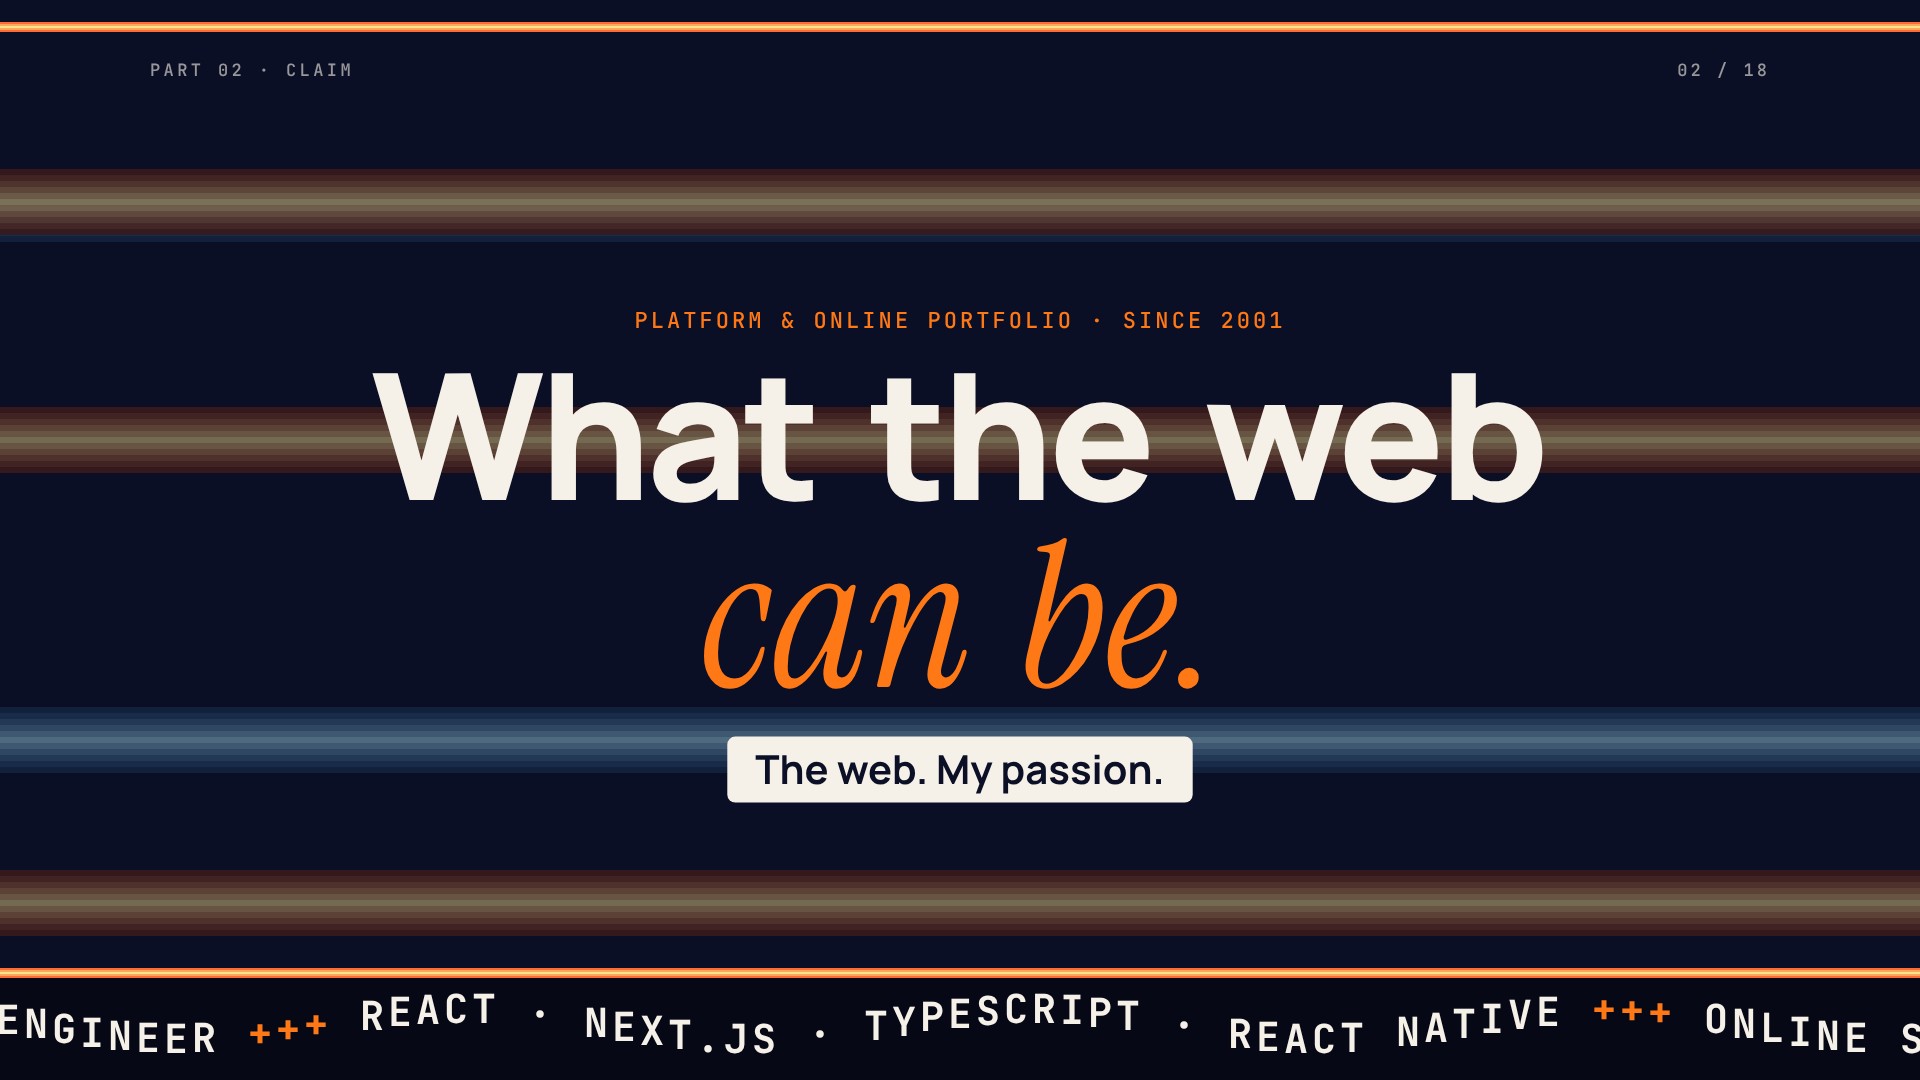 PART 02 · CLAIM
02 / 18
PLATFORM & ONLINE PORTFOLIO · SINCE 2001
What the web
can be.
The web. My passion.
ENGINEER +++ REACT · NEXT.JS · TYPESCRIPT · REACT NATIVE +++ ONLINE S